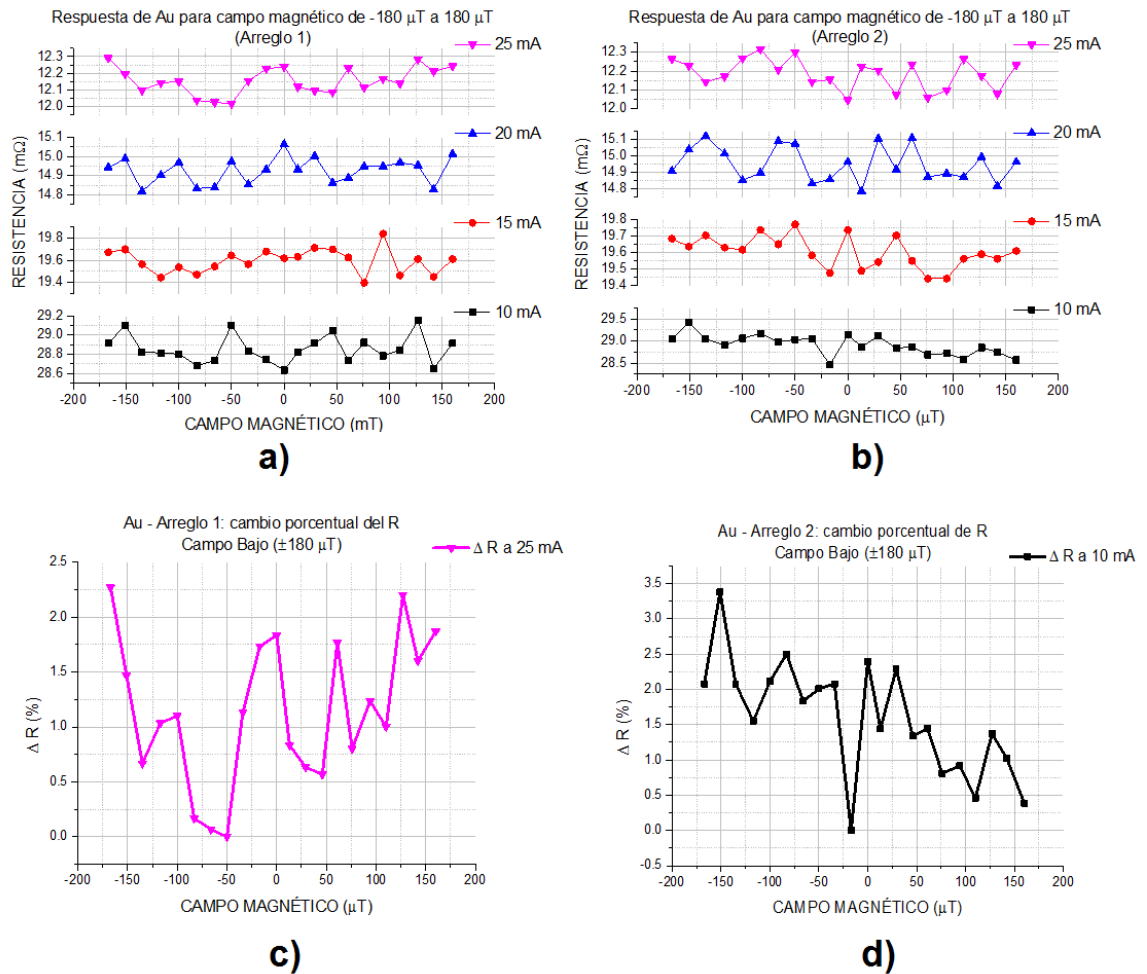 Respuesta de Au para campo magnético de -180 µT a 180 µT
(Arreglo 1)
25 mA
12.3
12.2
12.1
12.0
20 mA
15.1
15.0
14.9
14.8
15 mA
19.8
19.6
19.4
10 mA
29.2
29.0
28.8
28.6
RESISTENCIA (mΩ)
-200 -150 -100 -50 0 50 100 150 200
CAMPO MAGNÉTICO (mT)
a)
Respuesta de Au para campo magnético de -180 µT a 180 µT
(Arreglo 2)
25 mA
12.3
12.2
12.1
12.0
20 mA
15.1
15.0
14.9
14.8
15 mA
19.8
19.7
19.6
19.5
19.4
10 mA
29.5
29.0
28.5
RESISTENCIA (mΩ)
-200 -150 -100 -50 0 50 100 150 200
CAMPO MAGNÉTICO (µT)
b)
Au - Arreglo 1: cambio porcentual del R
Campo Bajo (±180 µT)
Δ R a 25 mA
2.5
2.0
1.5
1.0
0.5
0.0
Δ R (%)
-200 -150 -100 -50 0 50 100 150 200
CAMPO MAGNÉTICO (µT)
c)
Au - Arreglo 2: cambio porcentual de R
Campo Bajo (±180 µT)
Δ R a 10 mA
3.5
3.0
2.5
2.0
1.5
1.0
0.5
0.0
-0.5
Δ R (%)
-200 -150 -100 -50 0 50 100 150 200
CAMPO MAGNÉTICO (µT)
d)